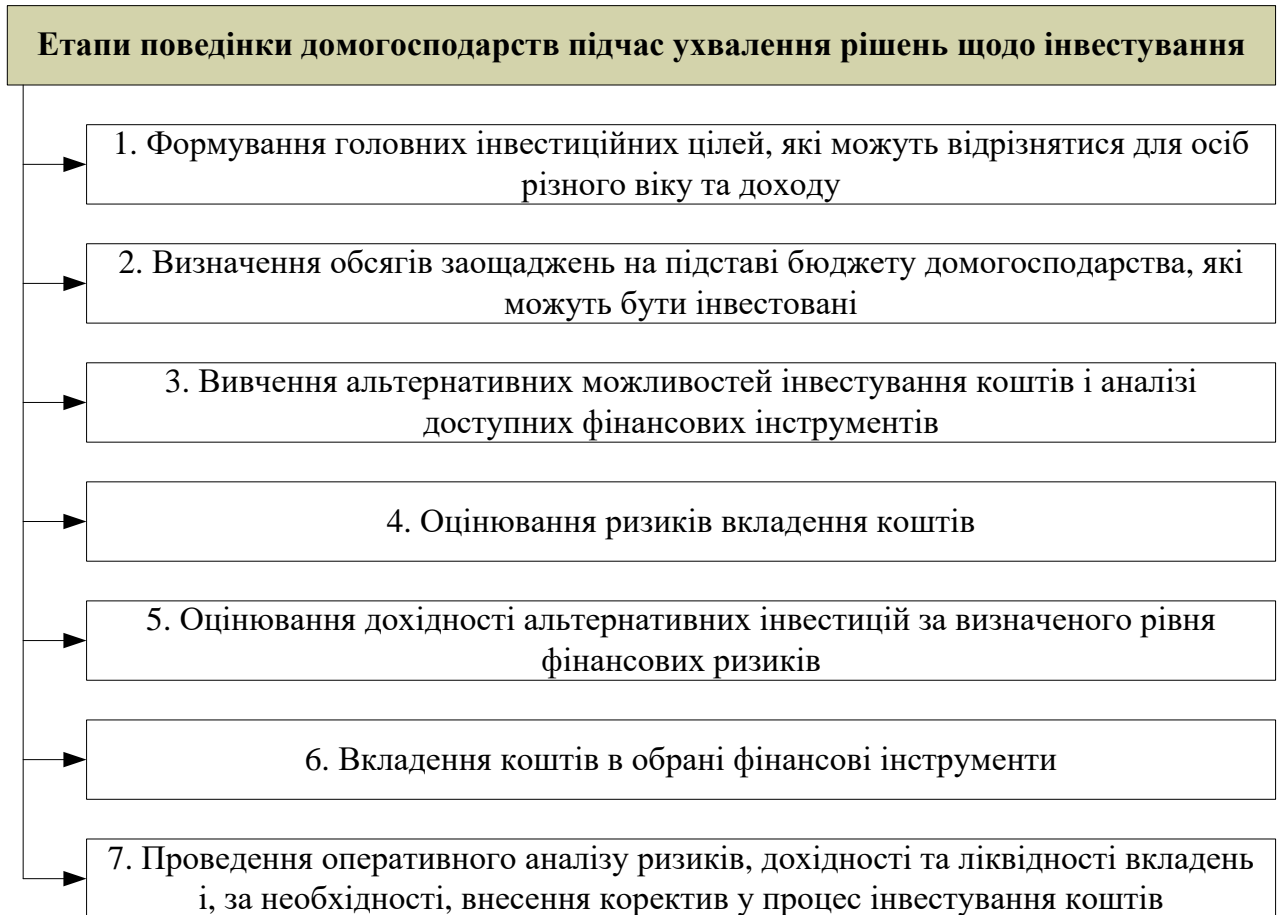 Етапи поведінки домогосподарств підчас ухвалення рішень щодо інвестування
1. Формування головних інвестиційних цілей, які можуть відрізнятися для осіб
різного віку та доходу
2. Визначення обсягів заощаджень на підставі бюджету домогосподарства, які
можуть бути інвестовані
3. Вивчення альтернативних можливостей інвестування коштів і аналізі
доступних фінансових інструментів
4. Оцінювання ризиків вкладення коштів
5. Оцінювання дохідності альтернативних інвестицій за визначеного рівня
фінансових ризиків
6. Вкладення коштів в обрані фінансові інструменти
7. Проведення оперативного аналізу ризиків, дохідності та ліквідності вкладень
і, за необхідності, внесення коректив у процес інвестування коштів